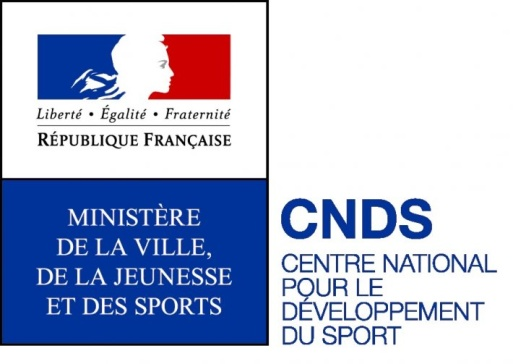 Liberté • Égalité • Fraternité
RÉPUBLIQUE FRANÇAISE
MINISTÈRE
DE LA VILLE,
DE LA JEUNESSE
ET DES SPORTS
CNDS
CENTRE NATIONAL
POUR LE
DÉVELOPPEMENT
DU SPORT